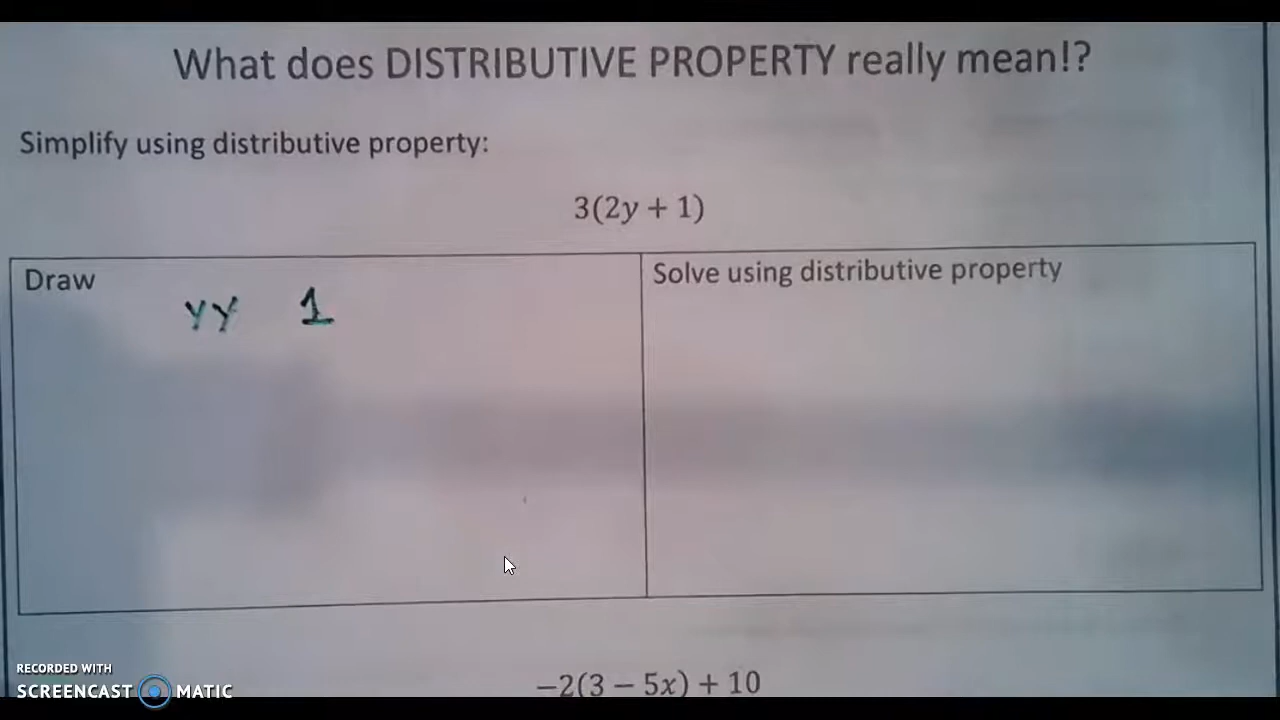 What does DISTRIBUTIVE PROPERTY really mean!?
Simplify using distributive property:
3(2y + 1)
Draw
YY 1
Solve using distributive property
−2(3 − 5x) + 10
RECORDED WITH
SCREENCAST MATIC